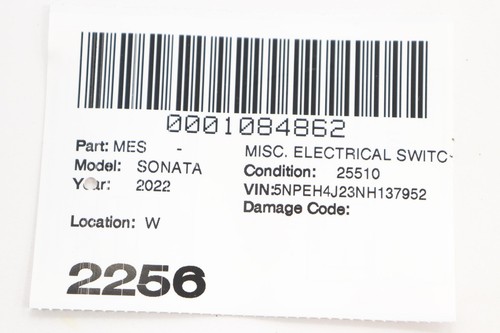 0001084862
Part: MES - MISC. ELECTRICAL SWITC
Model: SONATA Condition: 25510
Year: 2022 VIN:5NPEH4J23NH137952
Damage Code:
Location: W
2256